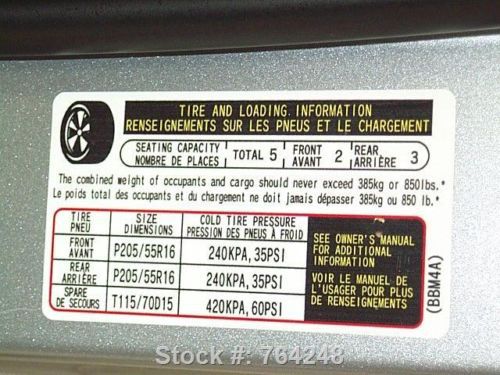 TIRE AND LOADING INFORMATION
RENSEIGNEMENTS SUR LES PNEUS ET LE CHARGEMENT
SEATING CAPACITY TOTAL 5 FRONT 2 REAR 3
NOMBRE DE PLACES AVANT ARRIÈRE
The combined weight of occupants and cargo should never exceed 385kg or 850lbs.*
Le poids total des occupants et du chargement ne doit jamais dépasser 385kg ou 850 lb.*
TIRE SIZE COLD TIRE PRESSURE
PNEU DIMENSIONS PRESSION DES PNEUS À FROID
FRONT
AVANT P205/55R16 240KPA, 35PSI
REAR
ARRIÈRE P205/55R16 240KPA, 35PSI
SPARE
DE SECOURS T115/70D15 420KPA, 60PSI
SEE OWNER'S MANUAL
FOR ADDITIONAL
INFORMATION
VOIR LE MANUEL DE
L'USAGER POUR PLUS DE
RENSEIGNEMENTS
(BBM4A)
Stock #: 764248